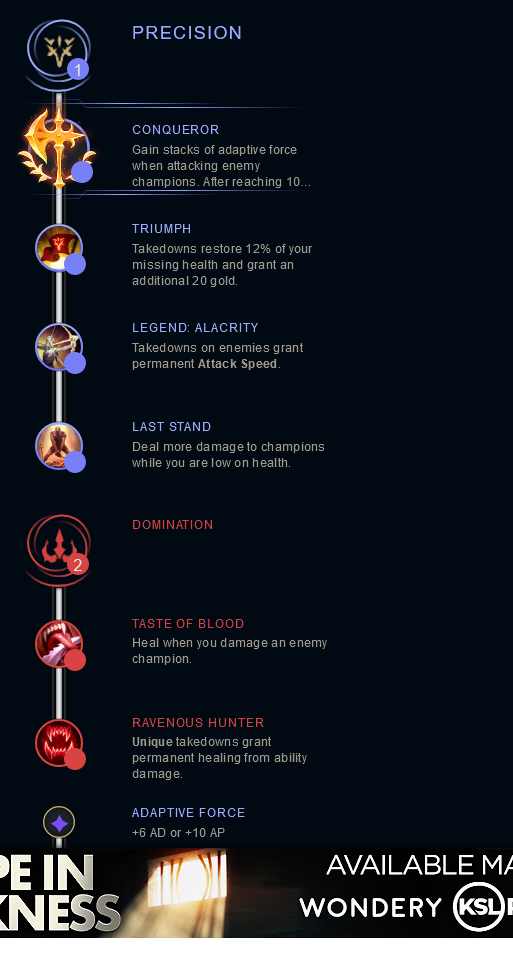 PRECISION
1
CONQUEROR
Gain stacks of adaptive force
when attacking enemy
champions. After reaching 10...
TRIUMPH
Takedowns restore 12% of your
missing health and grant an
additional 20 gold.
LEGEND: ALACRITY
Takedowns on enemies grant
permanent Attack Speed.
LAST STAND
Deal more damage to champions
while you are low on health.
DOMINATION
2
TASTE OF BLOOD
Heal when you damage an enemy
champion.
RAVENOUS HUNTER
Unique takedowns grant
permanent healing from ability
damage.
ADAPTIVE FORCE
+6 AD or +10 AP
PE IN
KNESS
AVAILABLE MA
WONDERY KSL